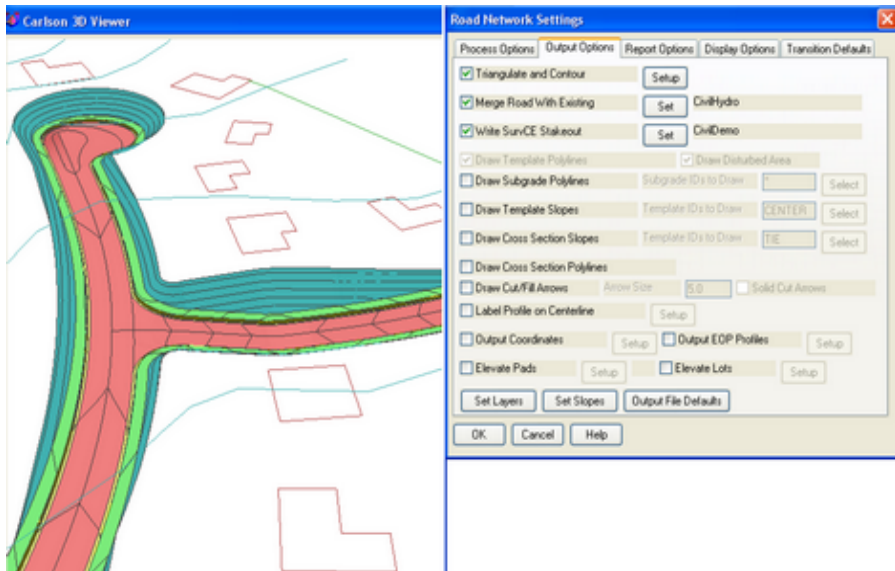 Carlson 3D Viewer
Road Network Settings
Process Options Output Options Report Options Display Options Transition Defaults
Triangulate and Contour Setup
Merge Road With Existing Set CivilHydro
Write SurvCE Stakeout Set CivilDemo
Draw Template Polylines Draw Disturbed Area
Draw Subgrade Polylines Subgrade IDs to Draw * Select
Draw Template Slopes Template IDs to Draw CENTER Select
Draw Cross Section Slopes Template IDs to Draw TIE Select
Draw Cross Section Polylines
Draw Cut/Fill Arrows Arrow Size 5.0 Solid Cut Arrows
Label Profile on Centerline Setup
Output Coordinates Setup Output EOP Profiles Setup
Elevate Pads Setup Elevate Lots Setup
Set Layers Set Slopes Output File Defaults
OK Cancel Help